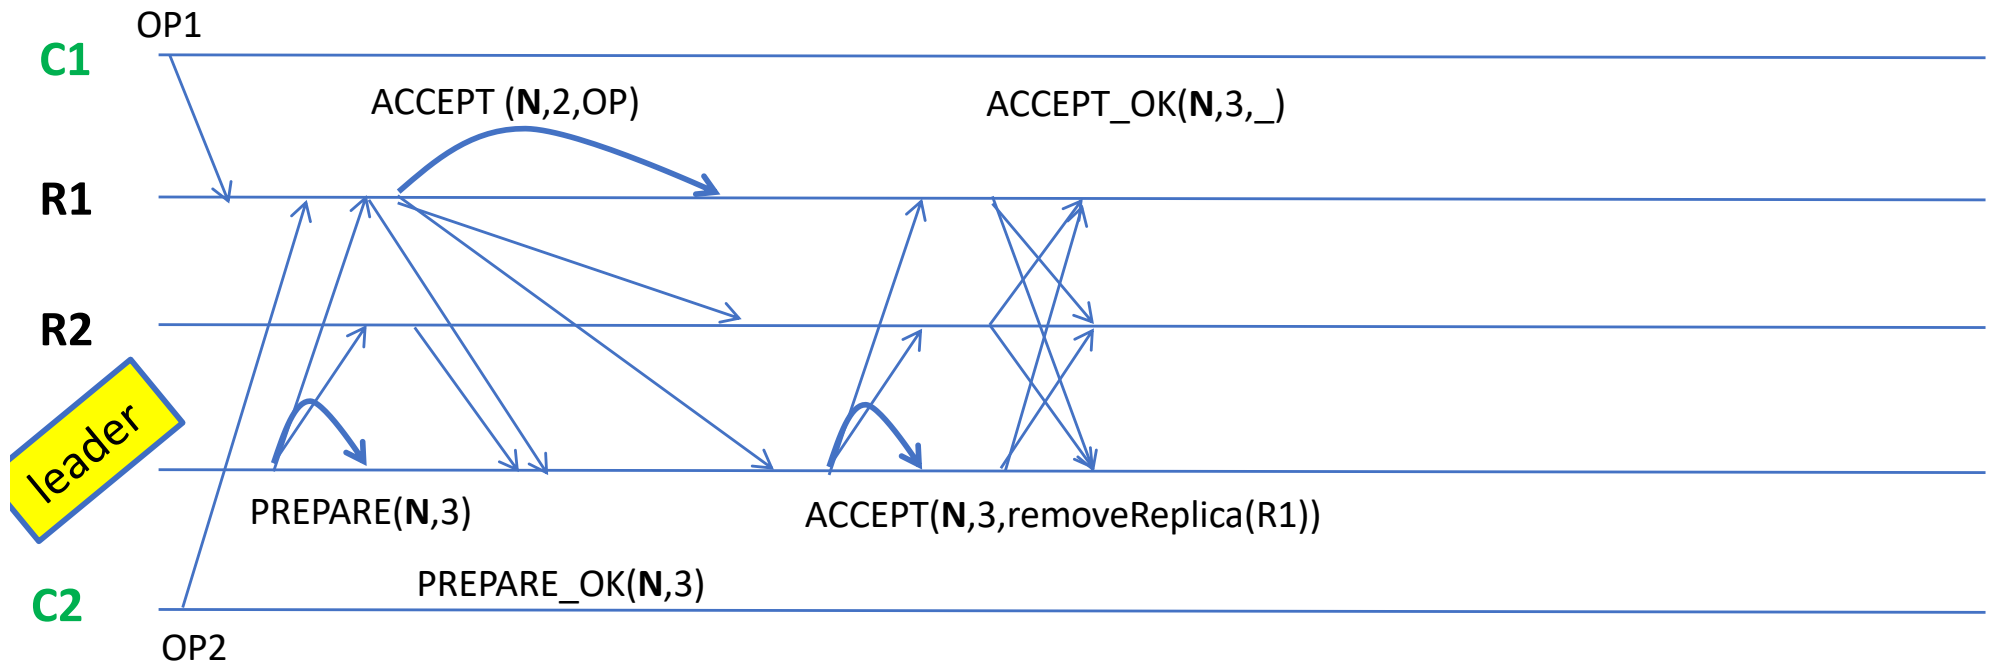 OP1
C1
ACCEPT (N,2,OP)
ACCEPT_OK(N,3,_)
R1
R2
leader
PREPARE(N,3)
ACCEPT(N,3,removeReplica(R1))
PREPARE_OK(N,3)
C2
OP2